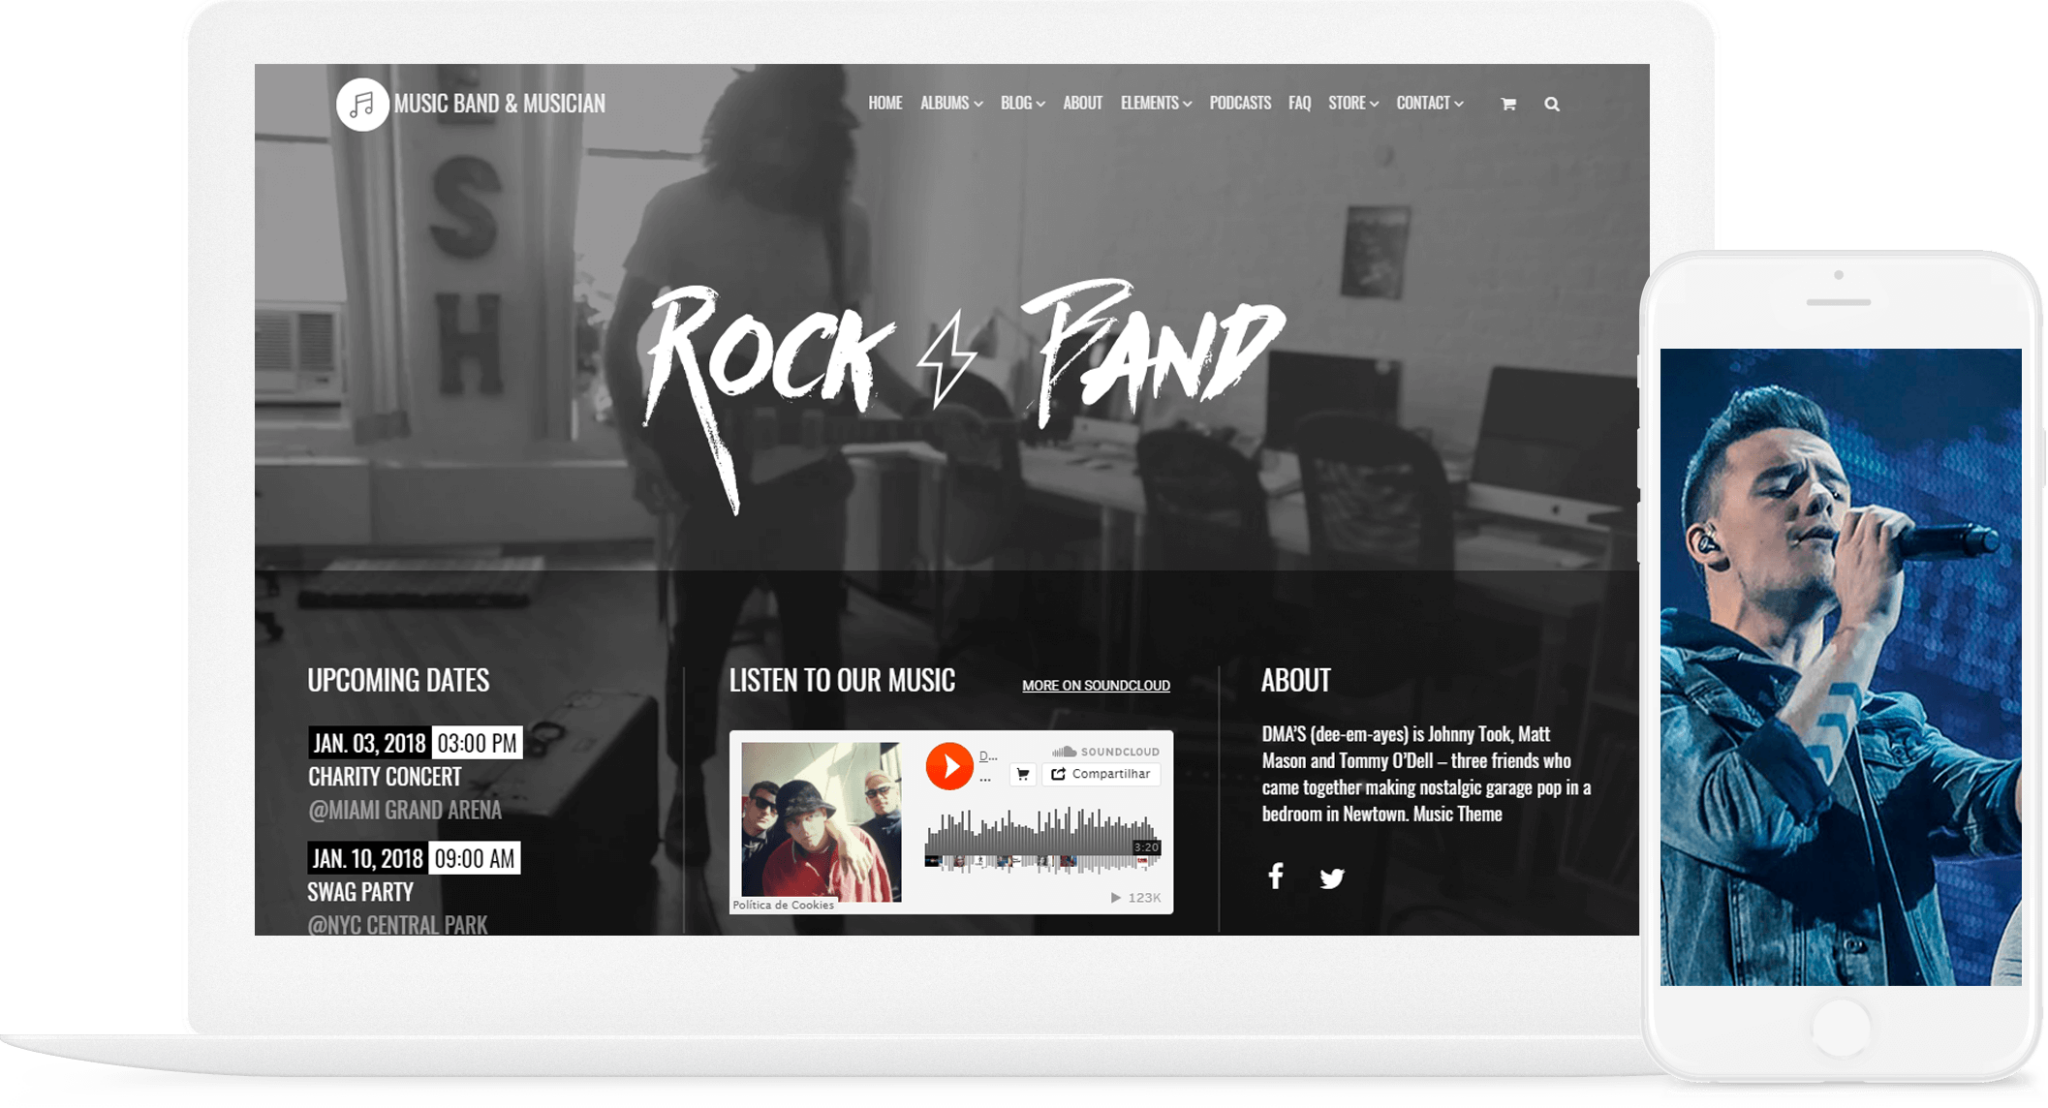 MUSIC BAND & MUSICIAN
HOME ALBUMS BLOG ABOUT ELEMENTS PODCASTS FAQ STORE CONTACT
SH
ROCK BAND
UPCOMING DATES
JAN. 03, 2018 03:00 PM
CHARITY CONCERT
@MIAMI GRAND ARENA
JAN. 10, 2018 09:00 AM
SWAG PARTY
@NYC CENTRAL PARK
LISTEN TO OUR MUSIC
MORE ON SOUNDCLOUD
D...
...
SOUNDCLOUD
Compartilhar
3:20
123K
Política de Cookies
ABOUT
DMA'S (dee-em-ayes) is Johnny Took, Matt
Mason and Tommy O'Dell – three friends who
came together making nostalgic garage pop in a
bedroom in Newtown. Music Theme